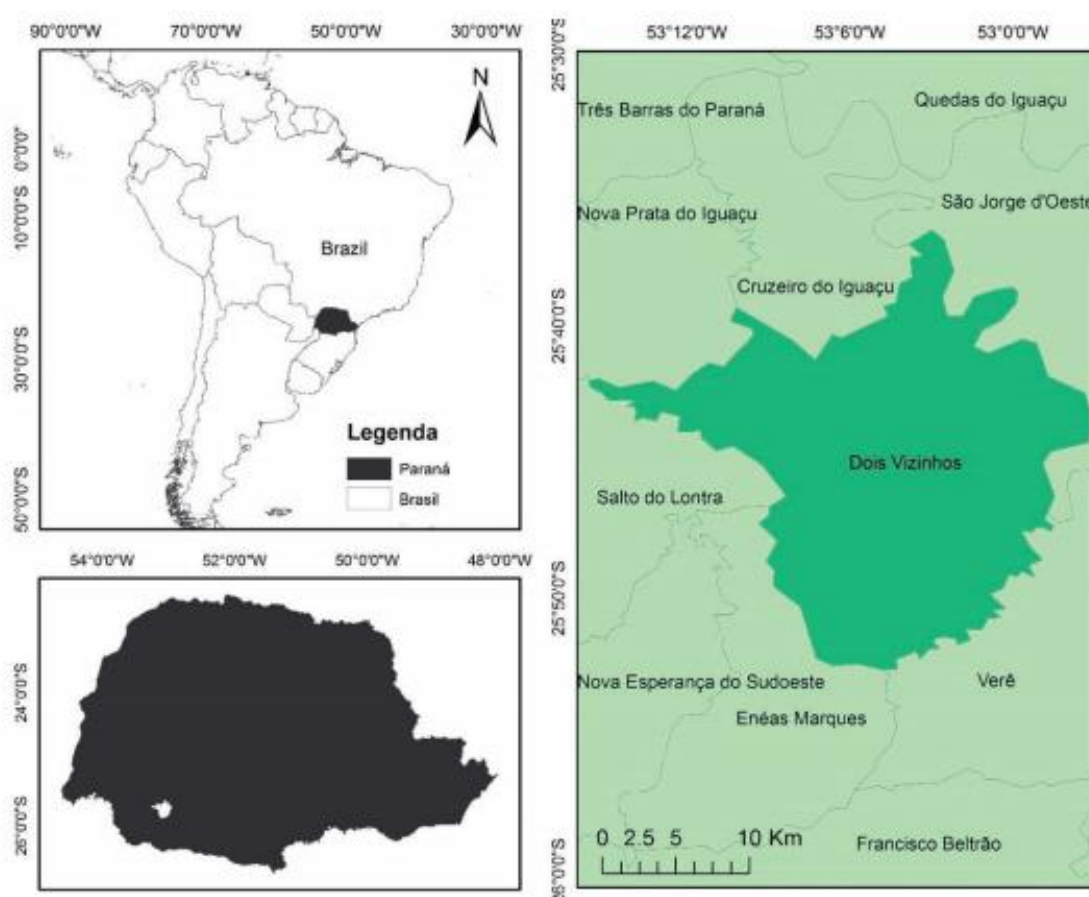 90°0'0"W 70°0'0"W 50°0'0"W 30°0'0"W
N
0°0'0"
10°0'0"S
30°0'0"S
50°0'0"S
Brazil
Legenda
Paraná
Brasil
54°0'0"W 52°0'0"W 50°0'0"W 48°0'0"W
24°0'0"S
26°0'0"S
53°12'0"W 53°6'0"W 53°0'0"W
25°30'0"S
25°40'0"S
25°50'0"S
26°0'0"S
Quedas do Iguaçu
Três Barras do Paraná
São Jorge d'Oeste
Nova Prata do Iguaçu
Cruzeiro do Iguaçu
Dois Vizinhos
Salto do Lontra
Nova Esperança do Sudoeste
Verê
Enéas Marques
0 2.5 5 10 Km
Francisco Beltrão